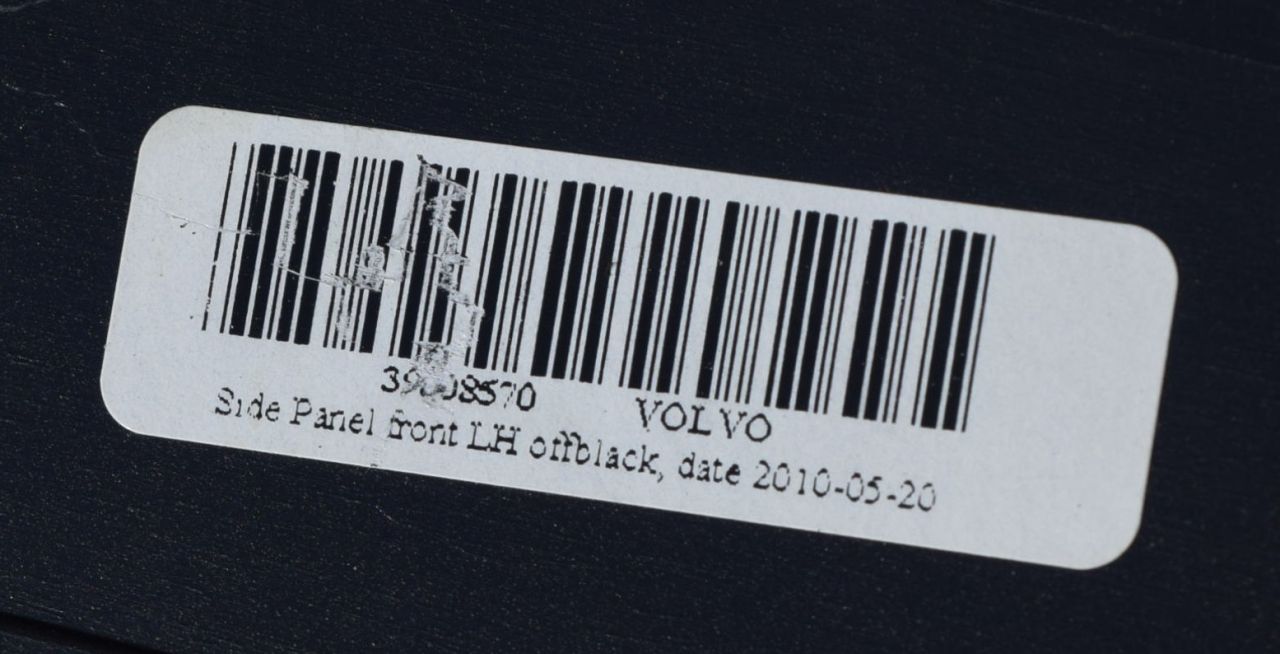 VOLVO
Side Panel front LH offblack, date 2010-05-20